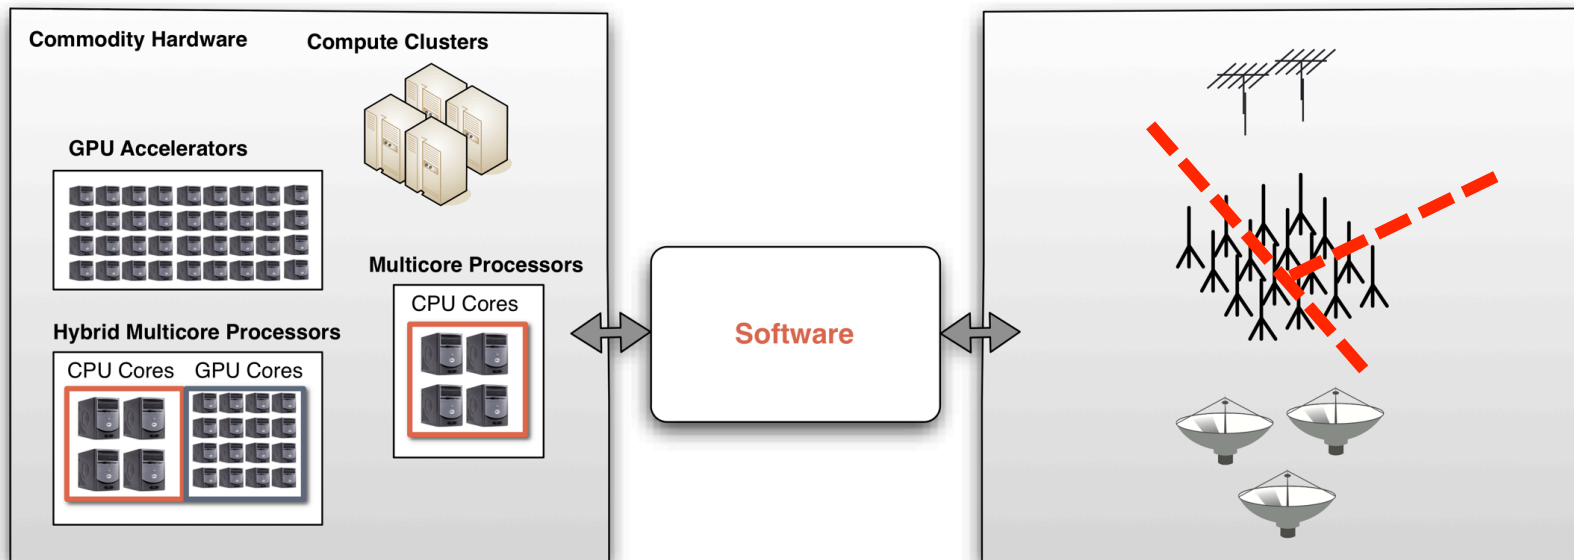 Commodity Hardware
Compute Clusters
GPU Accelerators
Multicore Processors
CPU Cores
Hybrid Multicore Processors
CPU Cores
GPU Cores
Software